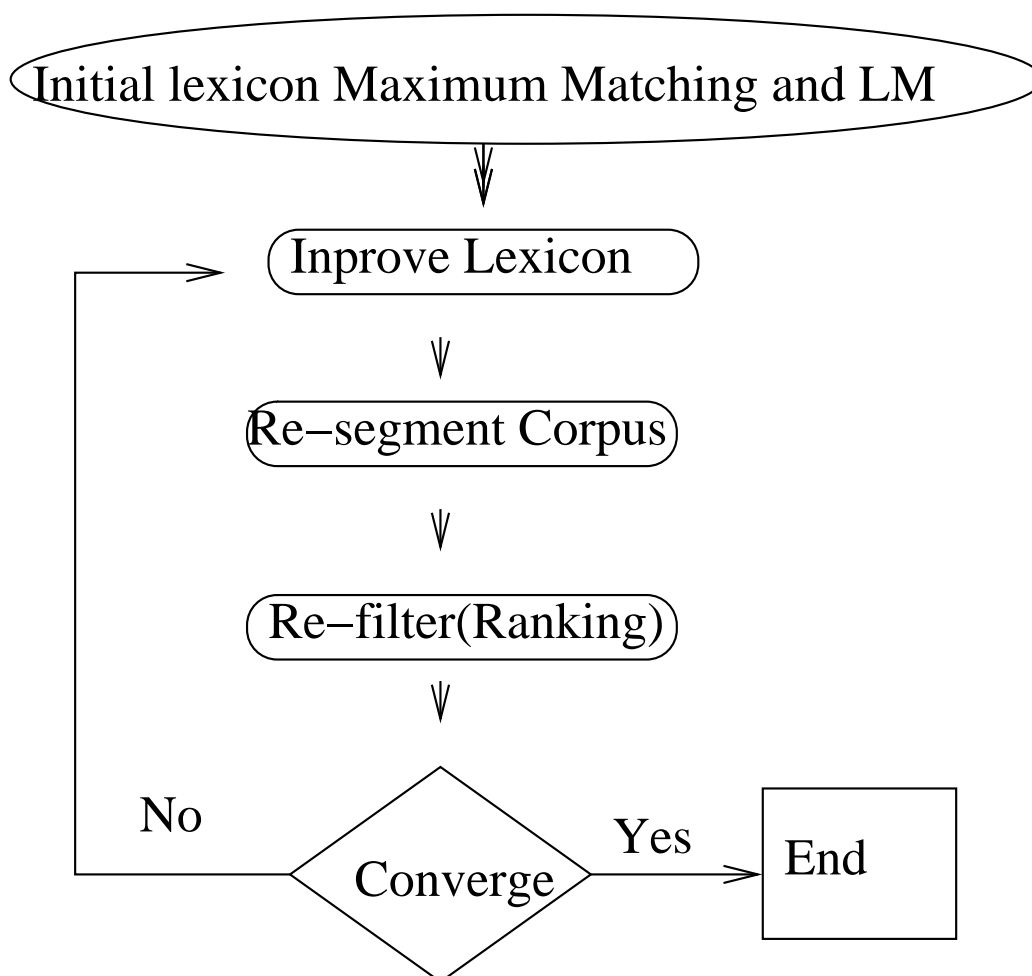 Initial lexicon Maximum Matching and LM
Inprove Lexicon
Re−segment Corpus
Re−filter(Ranking)
No
Yes
Converge
End